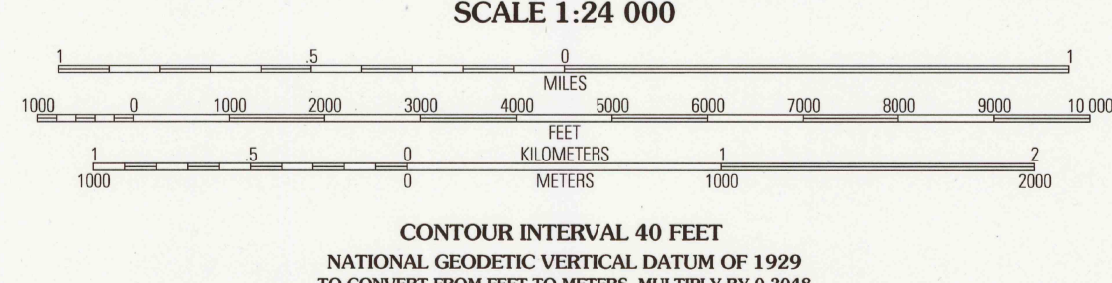 SCALE 1:24 000
1 .5 0 1
MILES
1000 0 1000 2000 3000 4000 5000 6000 7000 8000 9000 10 000
FEET
1 .5 0 KILOMETERS 1 2
1000 0 METERS 1000 2000
CONTOUR INTERVAL 40 FEET
NATIONAL GEODETIC VERTICAL DATUM OF 1929
TO CONVERT FROM FEET TO METERS, MULTIPLY BY 0.3048